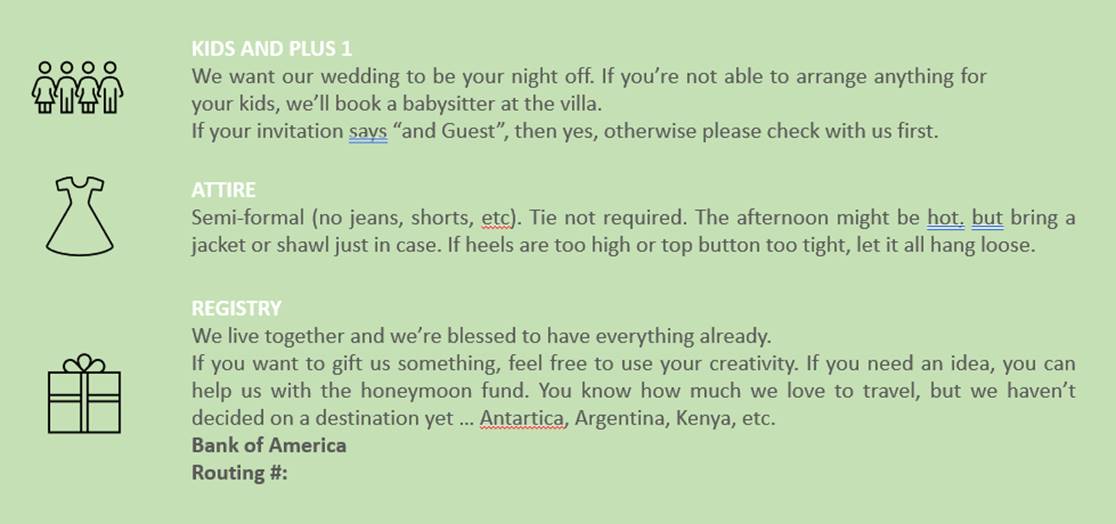 KIDS AND PLUS 1
We want our wedding to be your night off. If you’re not able to arrange anything for
your kids, we’ll book a babysitter at the villa.
If your invitation says “and Guest”, then yes, otherwise please check with us first.
ATTIRE
Semi-formal (no jeans, shorts, etc). Tie not required. The afternoon might be hot, but bring a
jacket or shawl just in case. If heels are too high or top button too tight, let it all hang loose.
REGISTRY
We live together and we’re blessed to have everything already.
If you want to gift us something, feel free to use your creativity. If you need an idea, you can
help us with the honeymoon fund. You know how much we love to travel, but we haven’t
decided on a destination yet … Antartica, Argentina, Kenya, etc.
Bank of America
Routing #: